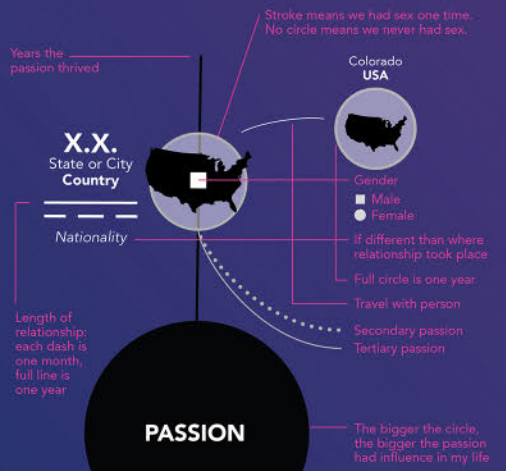 Stroke means we had sex one time.
No circle means we never had sex.
Years the
passion thrived
Colorado
USA
X.X.
State or City
Country
Nationality
Gender
Male
Female
If different than where
relationship took place
Full circle is one year
Travel with person
Secondary passion
Tertiary passion
Length of
relationship:
each dash is
one month,
full line is
one year
PASSION
The bigger the circle,
the bigger the passion
had influence in my life